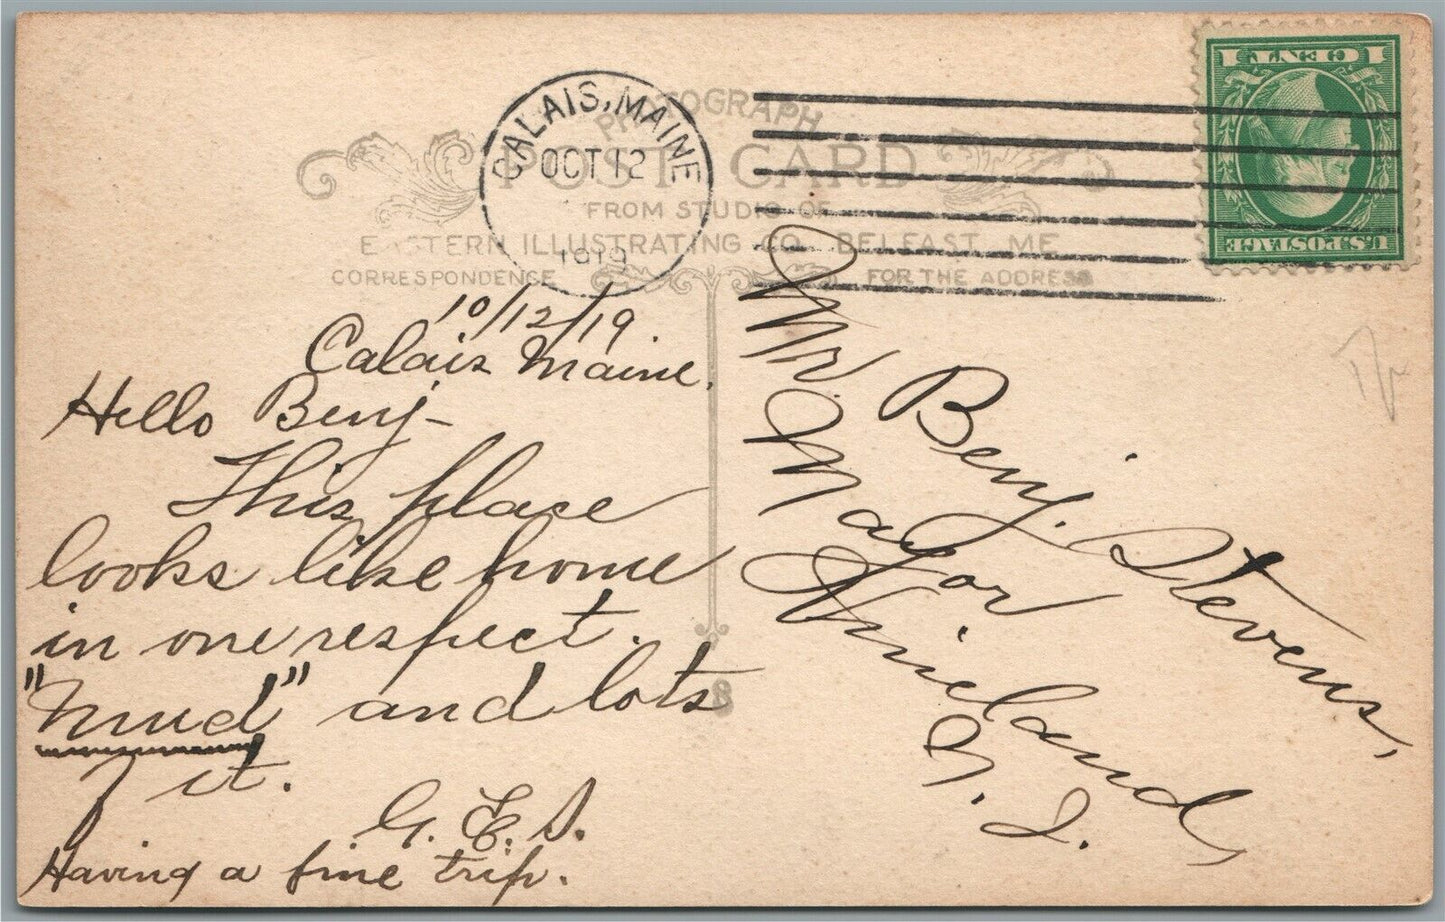 1 CENT 1
U.S. POSTAGE
CALAIS, MAINE
OCT 12
1919
PHOTOGRAPH
POST CARD
FROM STUDIO OF
EASTERN ILLUSTRATING CO. BELFAST, ME.
CORRESPONDENCE FOR THE ADDRESS
10/12/19
Calais Maine.
Hello Benj-
This place
looks like home
in one respect.
"Mud" and lots
of it.
G. E. S.
Having a fine trip.
Mr. Benj. Stevens,
Mayor
Vineland,
N. J.
8